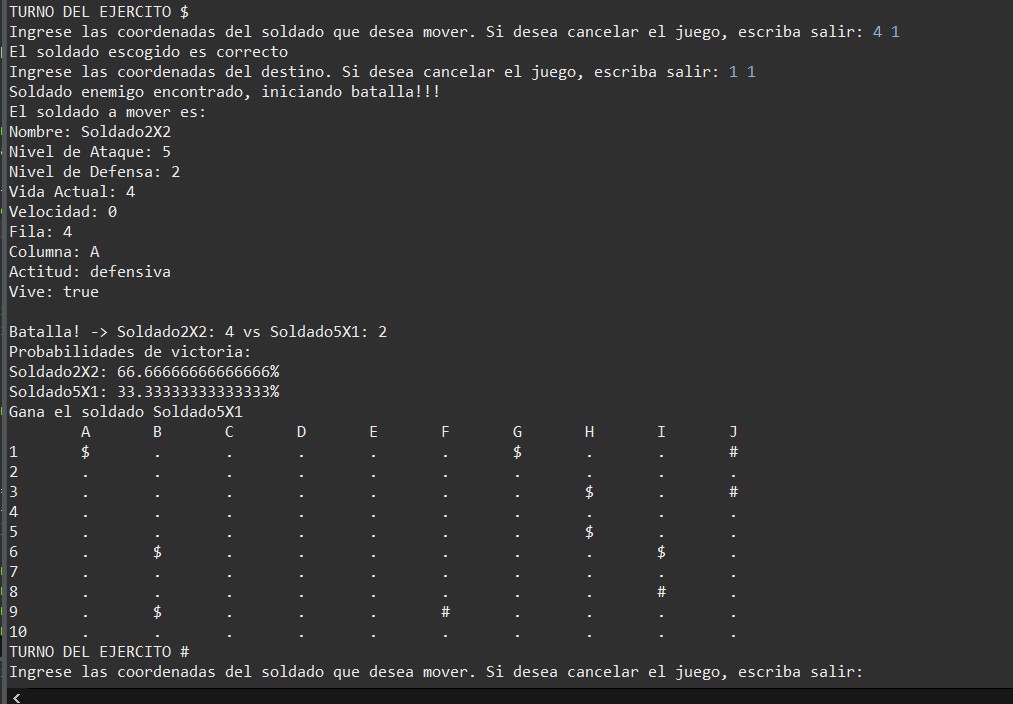 TURNO DEL EJERCITO $
Ingrese las coordenadas del soldado que desea mover. Si desea cancelar el juego, escriba salir: 4 1
El soldado escogido es correcto
Ingrese las coordenadas del destino. Si desea cancelar el juego, escriba salir: 1 1
Soldado enemigo encontrado, iniciando batalla!!!
El soldado a mover es:
Nombre: Soldado2X2
Nivel de Ataque: 5
Nivel de Defensa: 2
Vida Actual: 4
Velocidad: 0
Fila: 4
Columna: A
Actitud: defensiva
Vive: true
Batalla! -> Soldado2X2: 4 vs Soldado5X1: 2
Probabilidades de victoria:
Soldado2X2: 66.66666666666666%
Soldado5X1: 33.33333333333333%
Gana el soldado Soldado5X1
A B C D E F G H I J
1 $ . . . . . $ . . #
2 . . . . . . . . . .
3 . . . . . . . $ . #
4 . . . . . . . . . .
5 . . . . . . . $ . .
6 . $ . . . . . . $ .
7 . . . . . . . . . .
8 . . . . . . . . # .
9 . $ . . . # . . . .
10 . . . . . . . . . .
TURNO DEL EJERCITO #
Ingrese las coordenadas del soldado que desea mover. Si desea cancelar el juego, escriba salir: